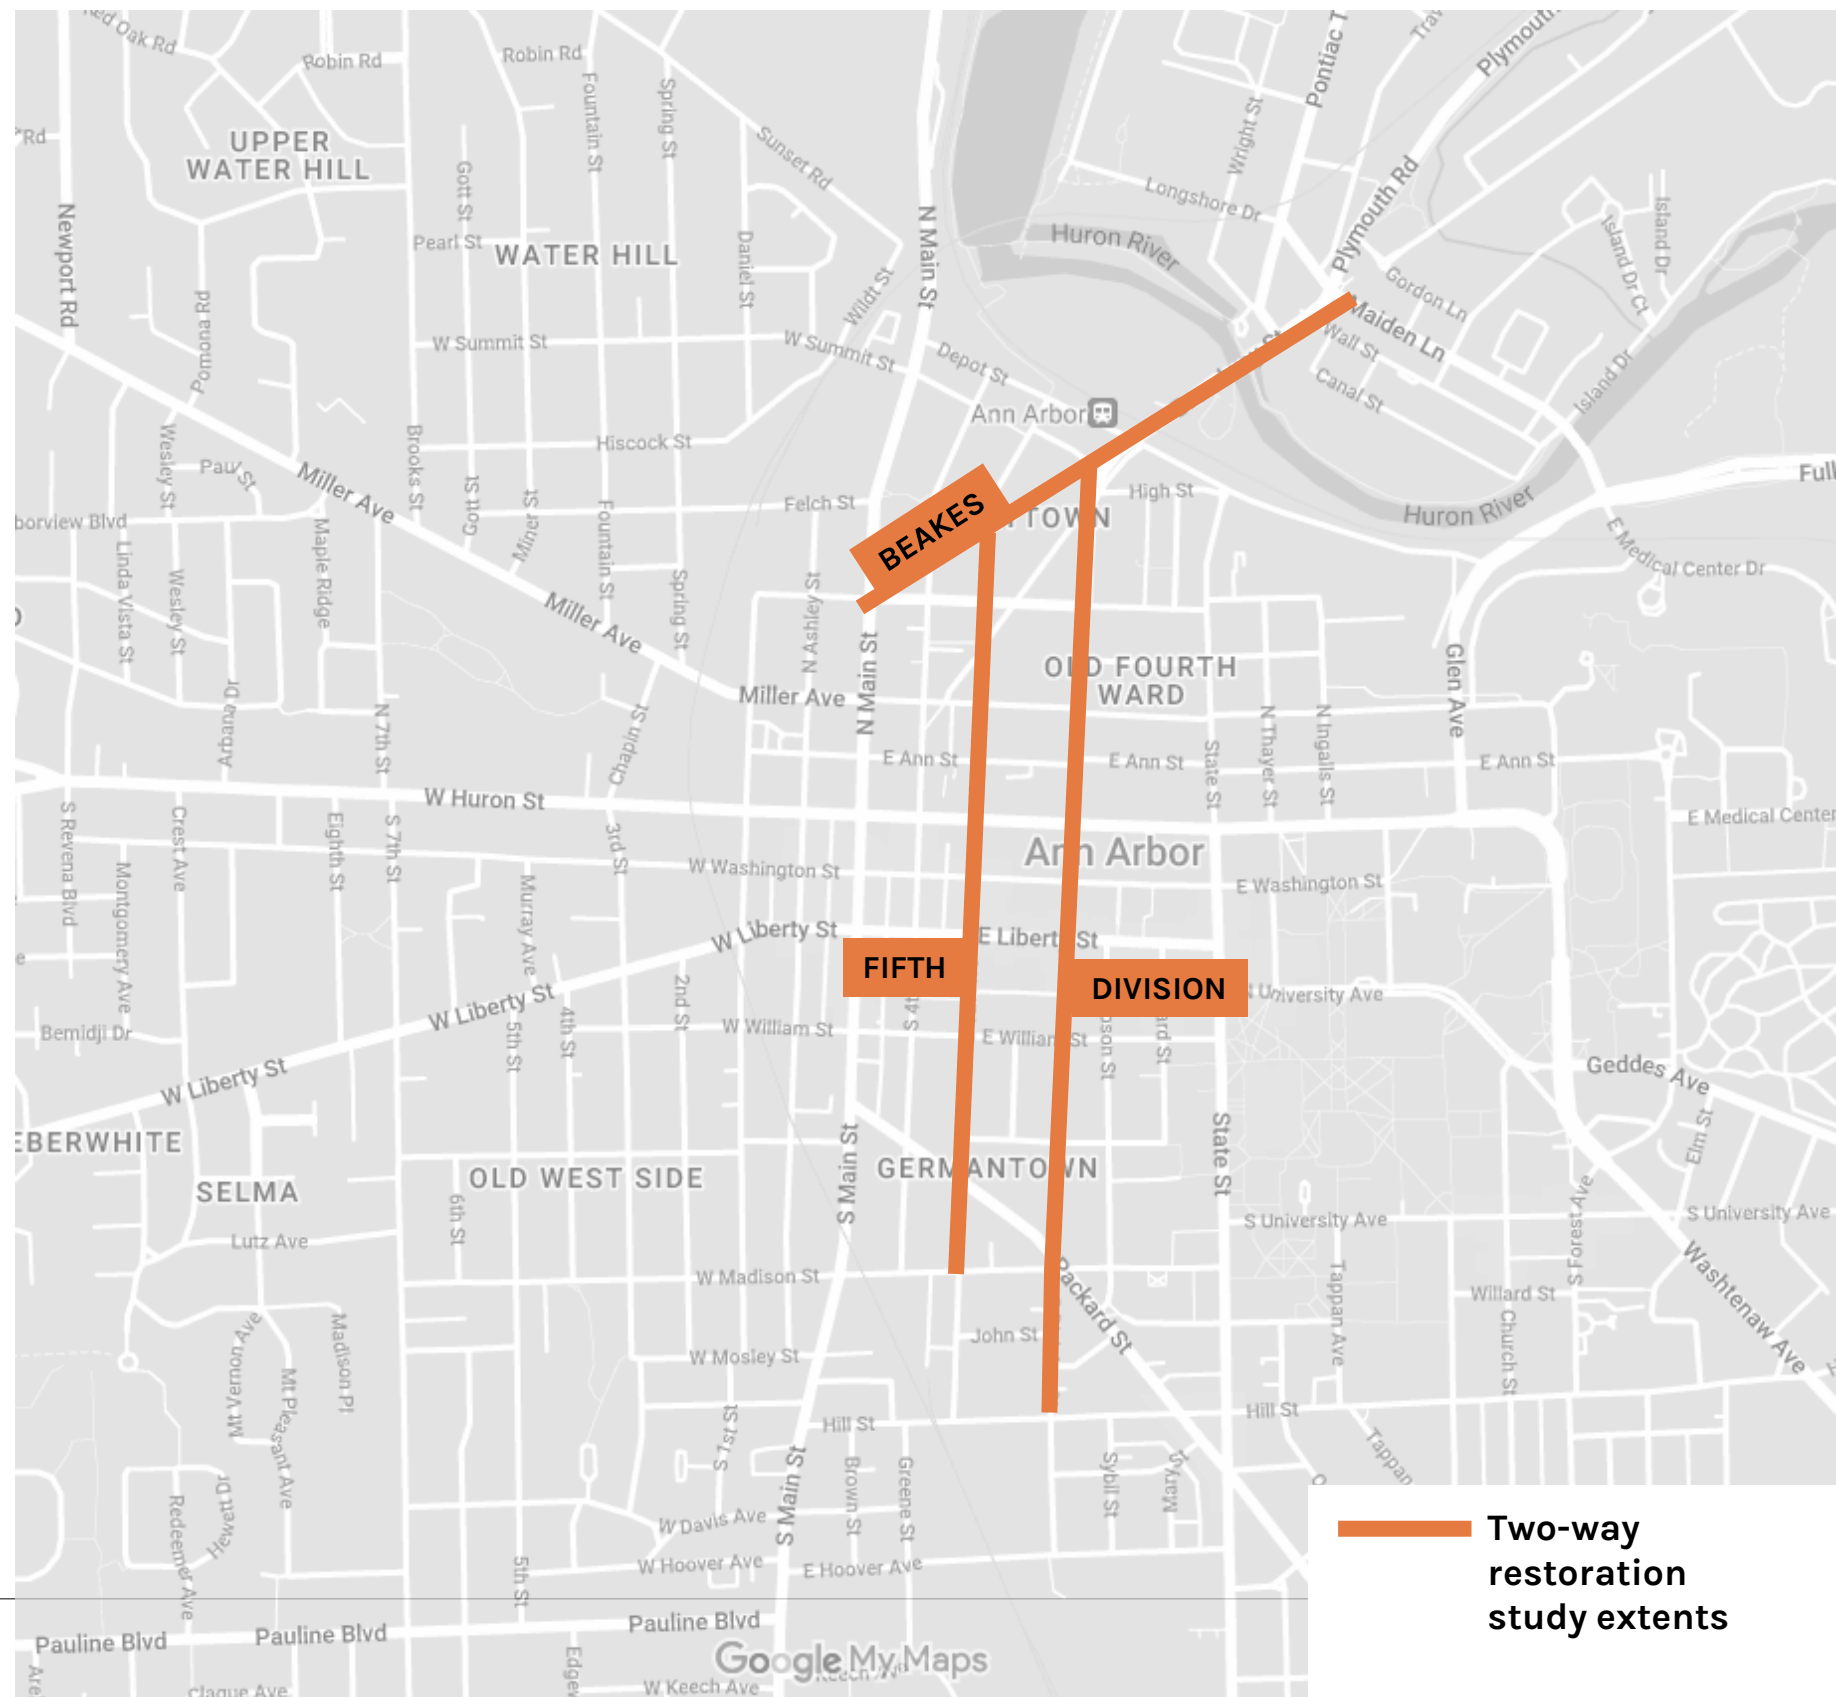 Red Oak Rd
Robin Rd
Robin Rd
Pontiac T
Plymouth
Fountain St
Spring St
Wright St
Sunset Rd
Rd
UPPER
WATER HILL
Gott St
Longshore Dr
Plymouth Rd
Island Dr
Island Dr Ct
Newport Rd
Pearl St
WATER HILL
Daniel St
N Main St
Huron River
Wildt St
Gordon Ln
Pomona Rd
W Summit St
W Summit St
Depot St
Maiden Ln
Wall St
Canal St
Island Dr
Ann Arbor
Brooks St
Hiscock St
Wesley St
Paul St
Miller Ave
Gott St
Miner St
Fountain St
Felch St
BEAKES
High St
Huron River
Full
borview Blvd
Maple Ridge
Linda Vista St
Wesley St
E Medical Center Dr
Miller Ave
Spring St
N Ashley St
N Main St
OLD FOURTH
WARD
Glen Ave
Arbana Dr
N 7th St
Chapin St
Miller Ave
N Thayer St
N Ingalls St
State St
E Ann St
E Ann St
E Ann St
W Huron St
E Medical Center
S Revena Blvd
Crest Ave
Eighth St
S 7th St
3rd St
Ann Arbor
Montgomery Ave
Murray Ave
W Washington St
E Washington St
W Liberty St
E Liberty St
FIFTH
DIVISION
N University Ave
W Liberty St
2nd St
S 4t
Bemidji Dr
5th St
4th St
W William St
E William St
son St
ard St
W Liberty St
Geddes Ave
EBERWHITE
Elm St
S Main St
State St
SELMA
OLD WEST SIDE
GERMANTOWN
6th St
S University Ave
S Forest Ave
S University Ave
Lutz Ave
W Madison St
Packard St
Tappan Ave
Willard St
Washtenaw Ave
Mt Vernon Ave
Madison Pl
John St
Church St
W Mosley St
Mt Pleasant Ave
S 1st St
Hill St
Hill St
Tappan
S Main St
Brown St
Greene St
Sybil St
Mary S
Hewett Dr
Redeemer Ave
W Davis Ave
Two-way
restoration
study extents
5th St
W Hoover Ave
E Hoover Ave
Pauline Blvd
Pauline Blvd
Pauline Blvd
Google My Maps
W Keech Ave